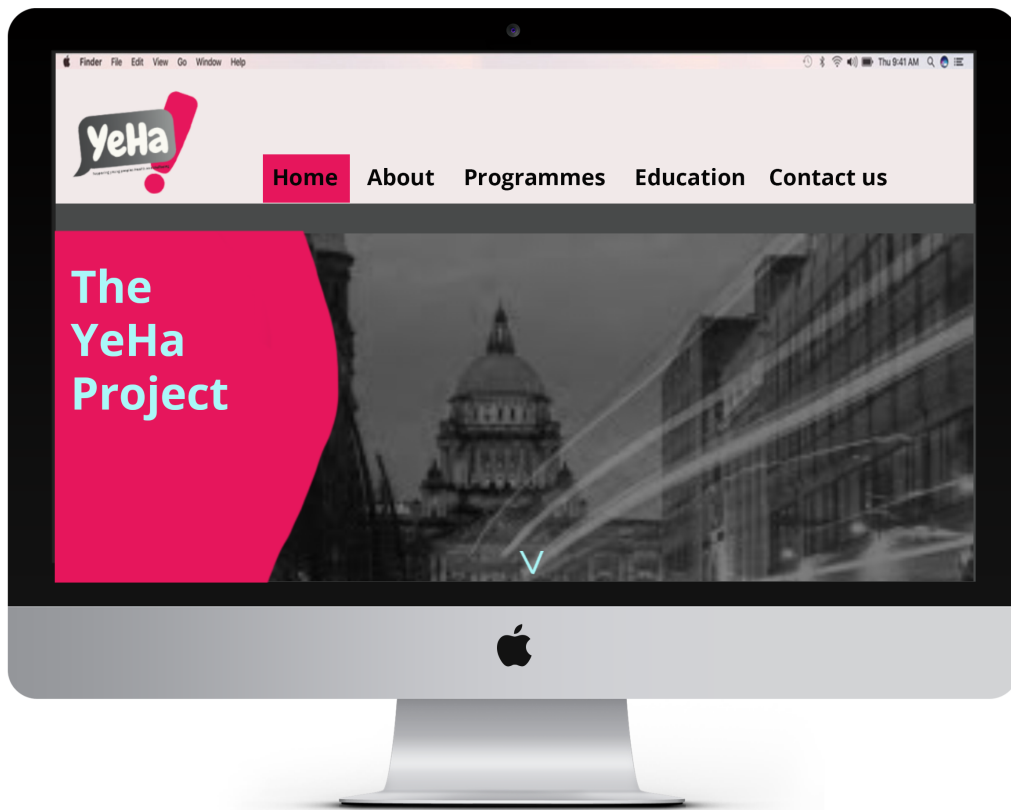 Finder File Edit View Go Window Help
Thu 9:41 AM
YeHa
Home About Programmes Education Contact us
The
YeHa
Project